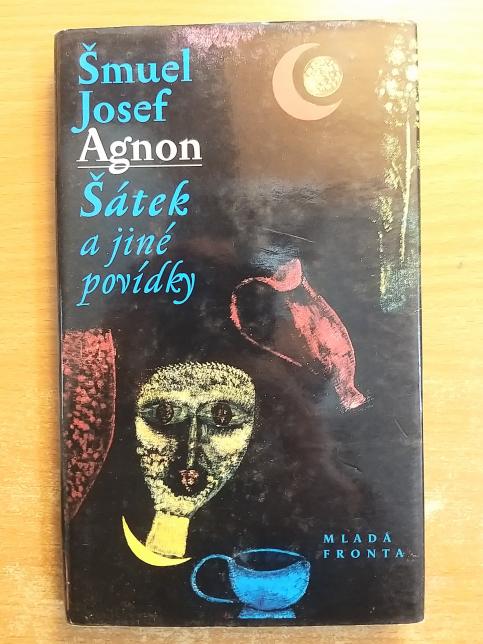 Šmuel
Josef
Agnon
Šátek
a jiné
povídky
MLADÁ
FRONTA